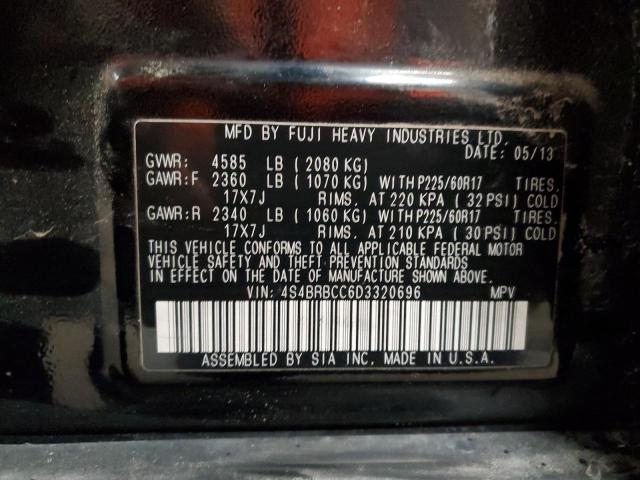 MFD BY FUJI HEAVY INDUSTRIES LTD.
DATE: 05/13
GVWR: 4585 LB (2080 KG)
GAWR:F 2360 LB (1070 KG) WITH P225/60R17 TIRES,
17X7J RIMS, AT 220 KPA (32 PSI) COLD
GAWR:R 2340 LB (1060 KG) WITH P225/60R17 TIRES,
17X7J RIMS, AT 210 KPA (30 PSI) COLD
THIS VEHICLE CONFORMS TO ALL APPLICABLE FEDERAL MOTOR
VEHICLE SAFETY AND THEFT PREVENTION STANDARDS
IN EFFECT ON THE DATE OF MANUFACTURE SHOWN ABOVE.
VIN: 4S4BRBCC6D3320696 MPV
ASSEMBLED BY SIA INC. MADE IN U.S.A.